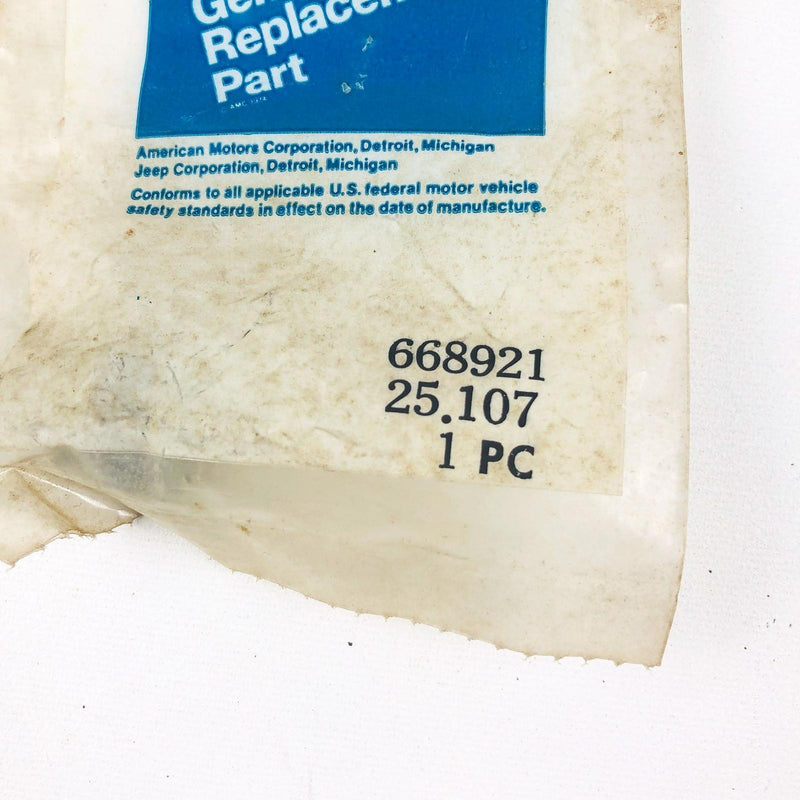 Replacem
Part
American Motors Corporation, Detroit, Michigan
Jeep Corporation, Detroit, Michigan
Conforms to all applicable U.S. federal motor vehicle
safety standards in effect on the date of manufacture.
668921
25.107
1 PC